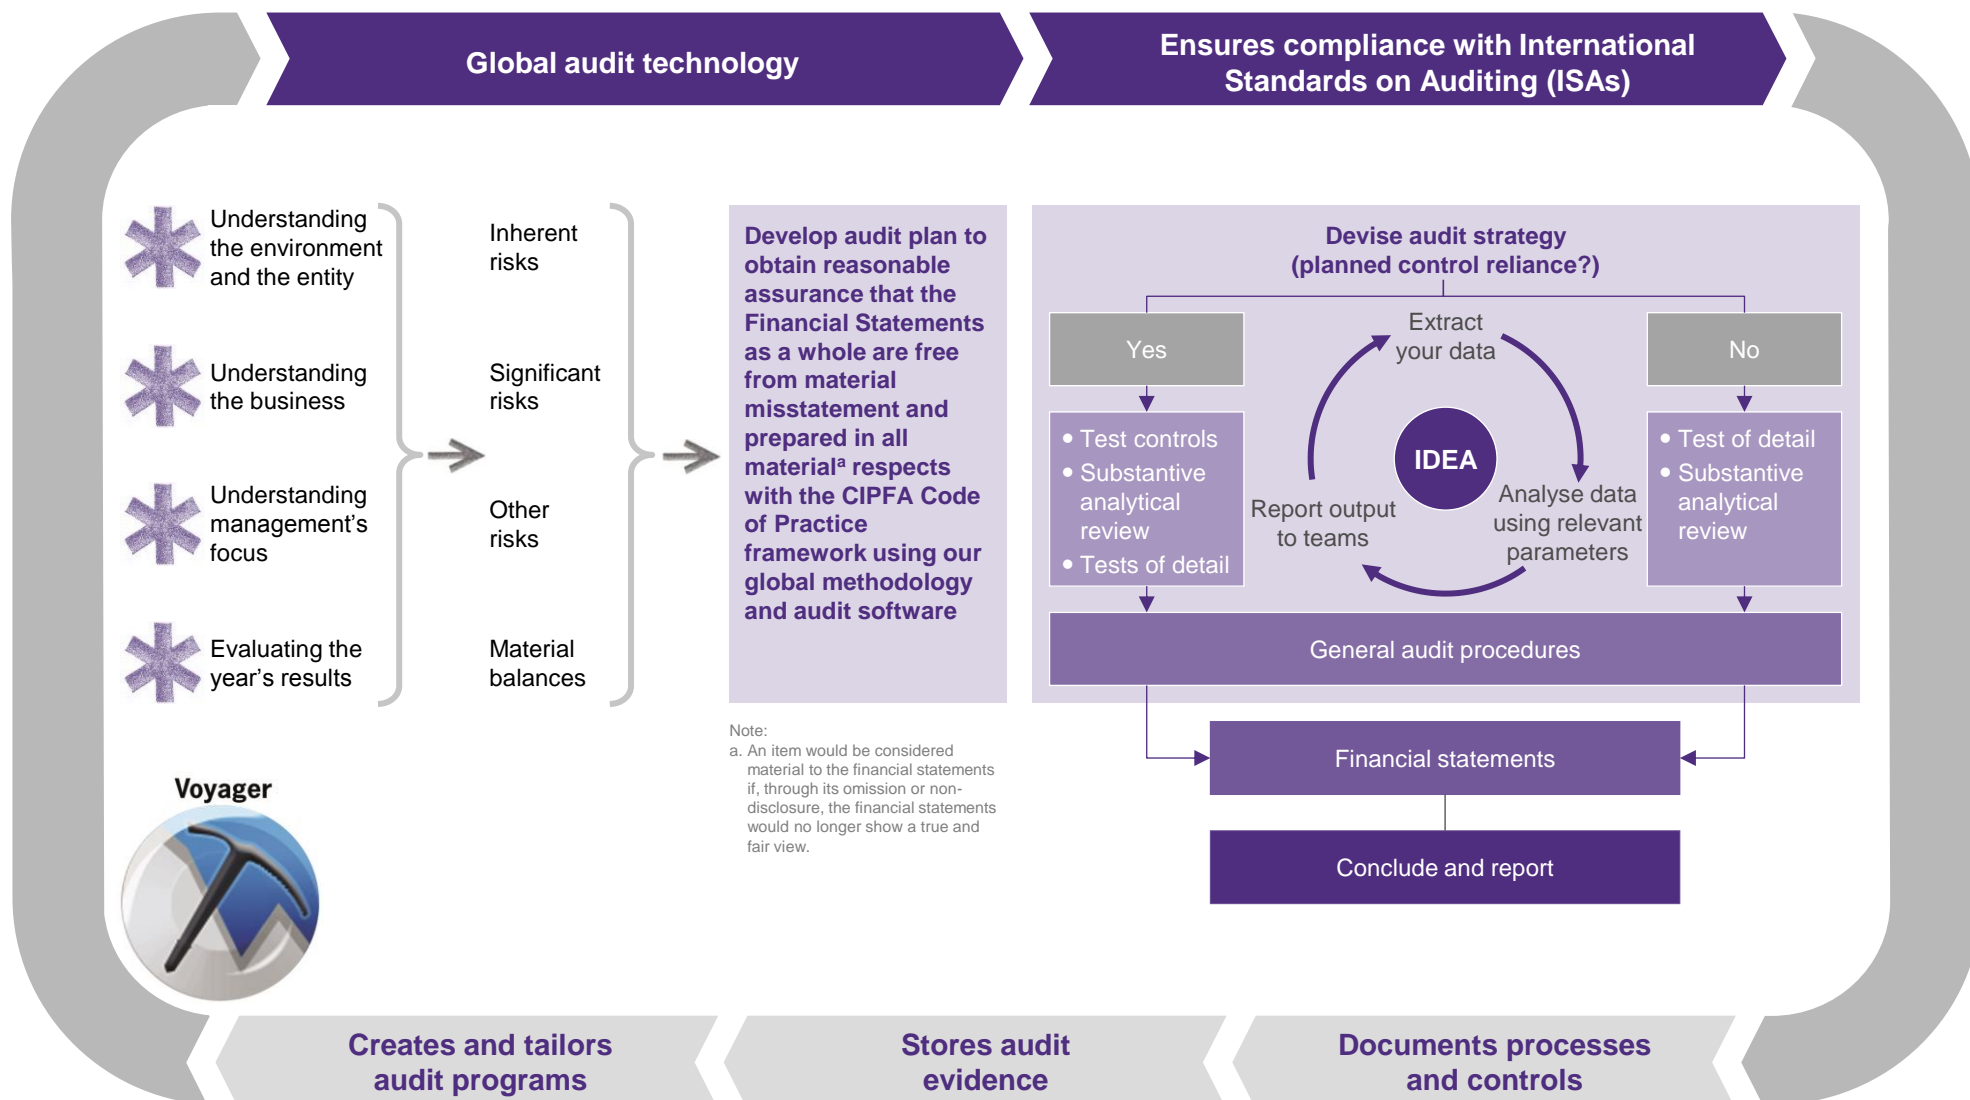 Global audit technology
Ensures compliance with International
Standards on Auditing (ISAs)
Understanding
the environment
and the entity
Understanding
the business
Understanding
management's
focus
Evaluating the
year's results
Inherent
risks
Significant
risks
Other
risks
Material
balances
Develop audit plan to
obtain reasonable
assurance that the
Financial Statements
as a whole are free
from material
misstatement and
prepared in all
materialᵃ respects
with the CIPFA Code
of Practice
framework using our
global methodology
and audit software
Note:
a. An item would be considered
material to the financial statements
if, through its omission or non-
disclosure, the financial statements
would no longer show a true and
fair view.
Devise audit strategy
(planned control reliance?)
Yes
• Test controls
• Substantive
analytical
review
• Tests of detail
Extract
your data
IDEA
Analyse data
using relevant
parameters
Report output
to teams
No
• Test of detail
• Substantive
analytical
review
General audit procedures
Financial statements
Conclude and report
Voyager
Creates and tailors
audit programs
Stores audit
evidence
Documents processes
and controls